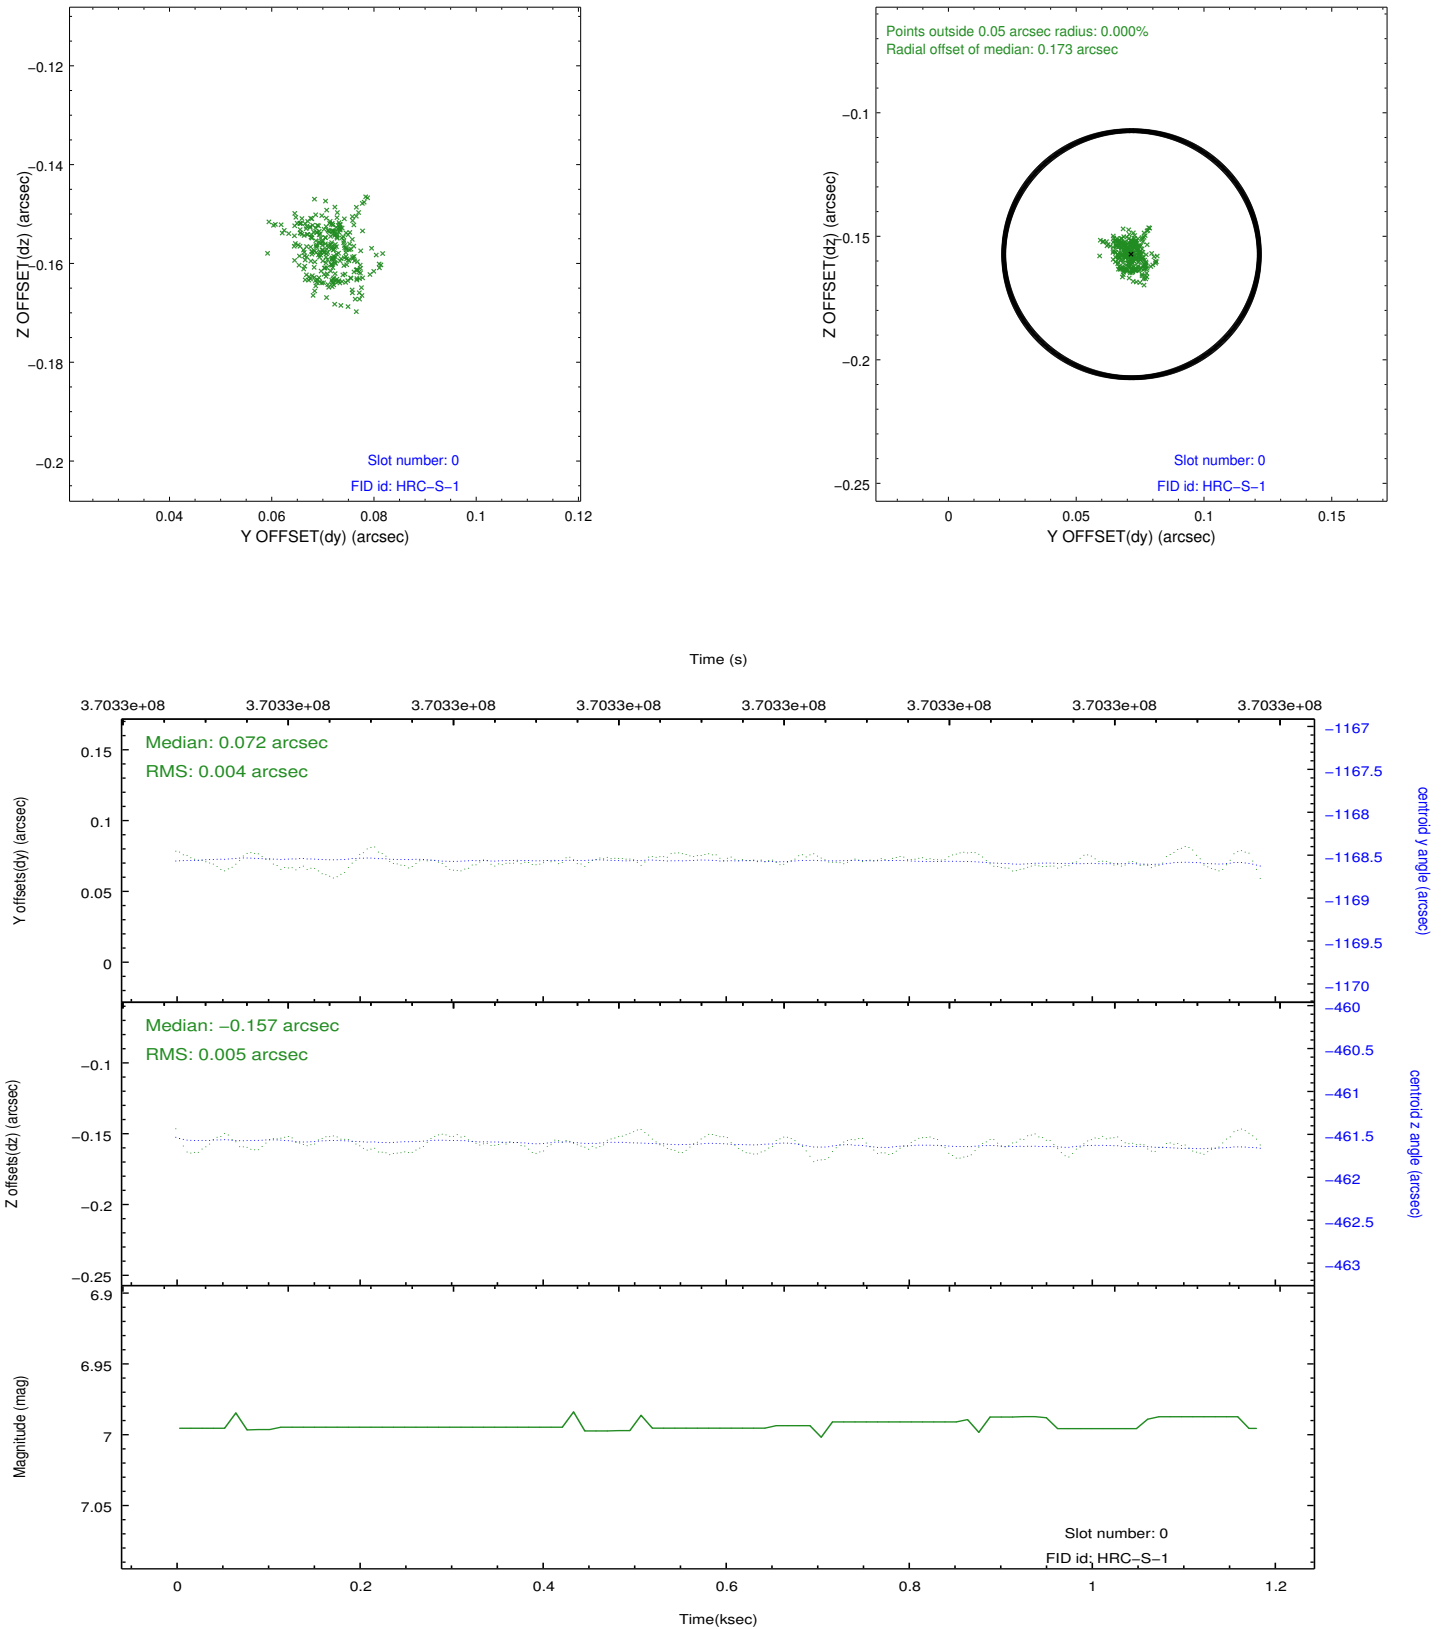 −0.12
−0.14
−0.16
−0.18
−0.2
Z OFFSET(dz) (arcsec)
Slot number: 0
FID id: HRC−S−1
0.04 0.06 0.08 0.1 0.12
Y OFFSET(dy) (arcsec)
Points outside 0.05 arcsec radius: 0.000%
Radial offset of median: 0.173 arcsec
−0.1
−0.15
−0.2
−0.25
Z OFFSET(dz) (arcsec)
Slot number: 0
FID id: HRC−S−1
0 0.05 0.1 0.15
Y OFFSET(dy) (arcsec)
Time (s)
3.7033e+08 3.7033e+08 3.7033e+08 3.7033e+08 3.7033e+08 3.7033e+08 3.7033e+08 3.7033e+08
Median: 0.072 arcsec
RMS: 0.004 arcsec
0.15
0.1
0.05
0
Y offsets(dy) (arcsec)
−1167
−1167.5
−1168
−1168.5
−1169
−1169.5
−1170
centroid y angle (arcsec)
Median: −0.157 arcsec
RMS: 0.005 arcsec
−0.1
−0.15
−0.2
−0.25
Z offsets(dz) (arcsec)
−460
−460.5
−461
−461.5
−462
−462.5
−463
centroid z angle (arcsec)
6.9
6.95
7
7.05
Magnitude (mag)
Slot number: 0
FID id: HRC−S−1
0 0.2 0.4 0.6 0.8 1 1.2
Time(ksec)